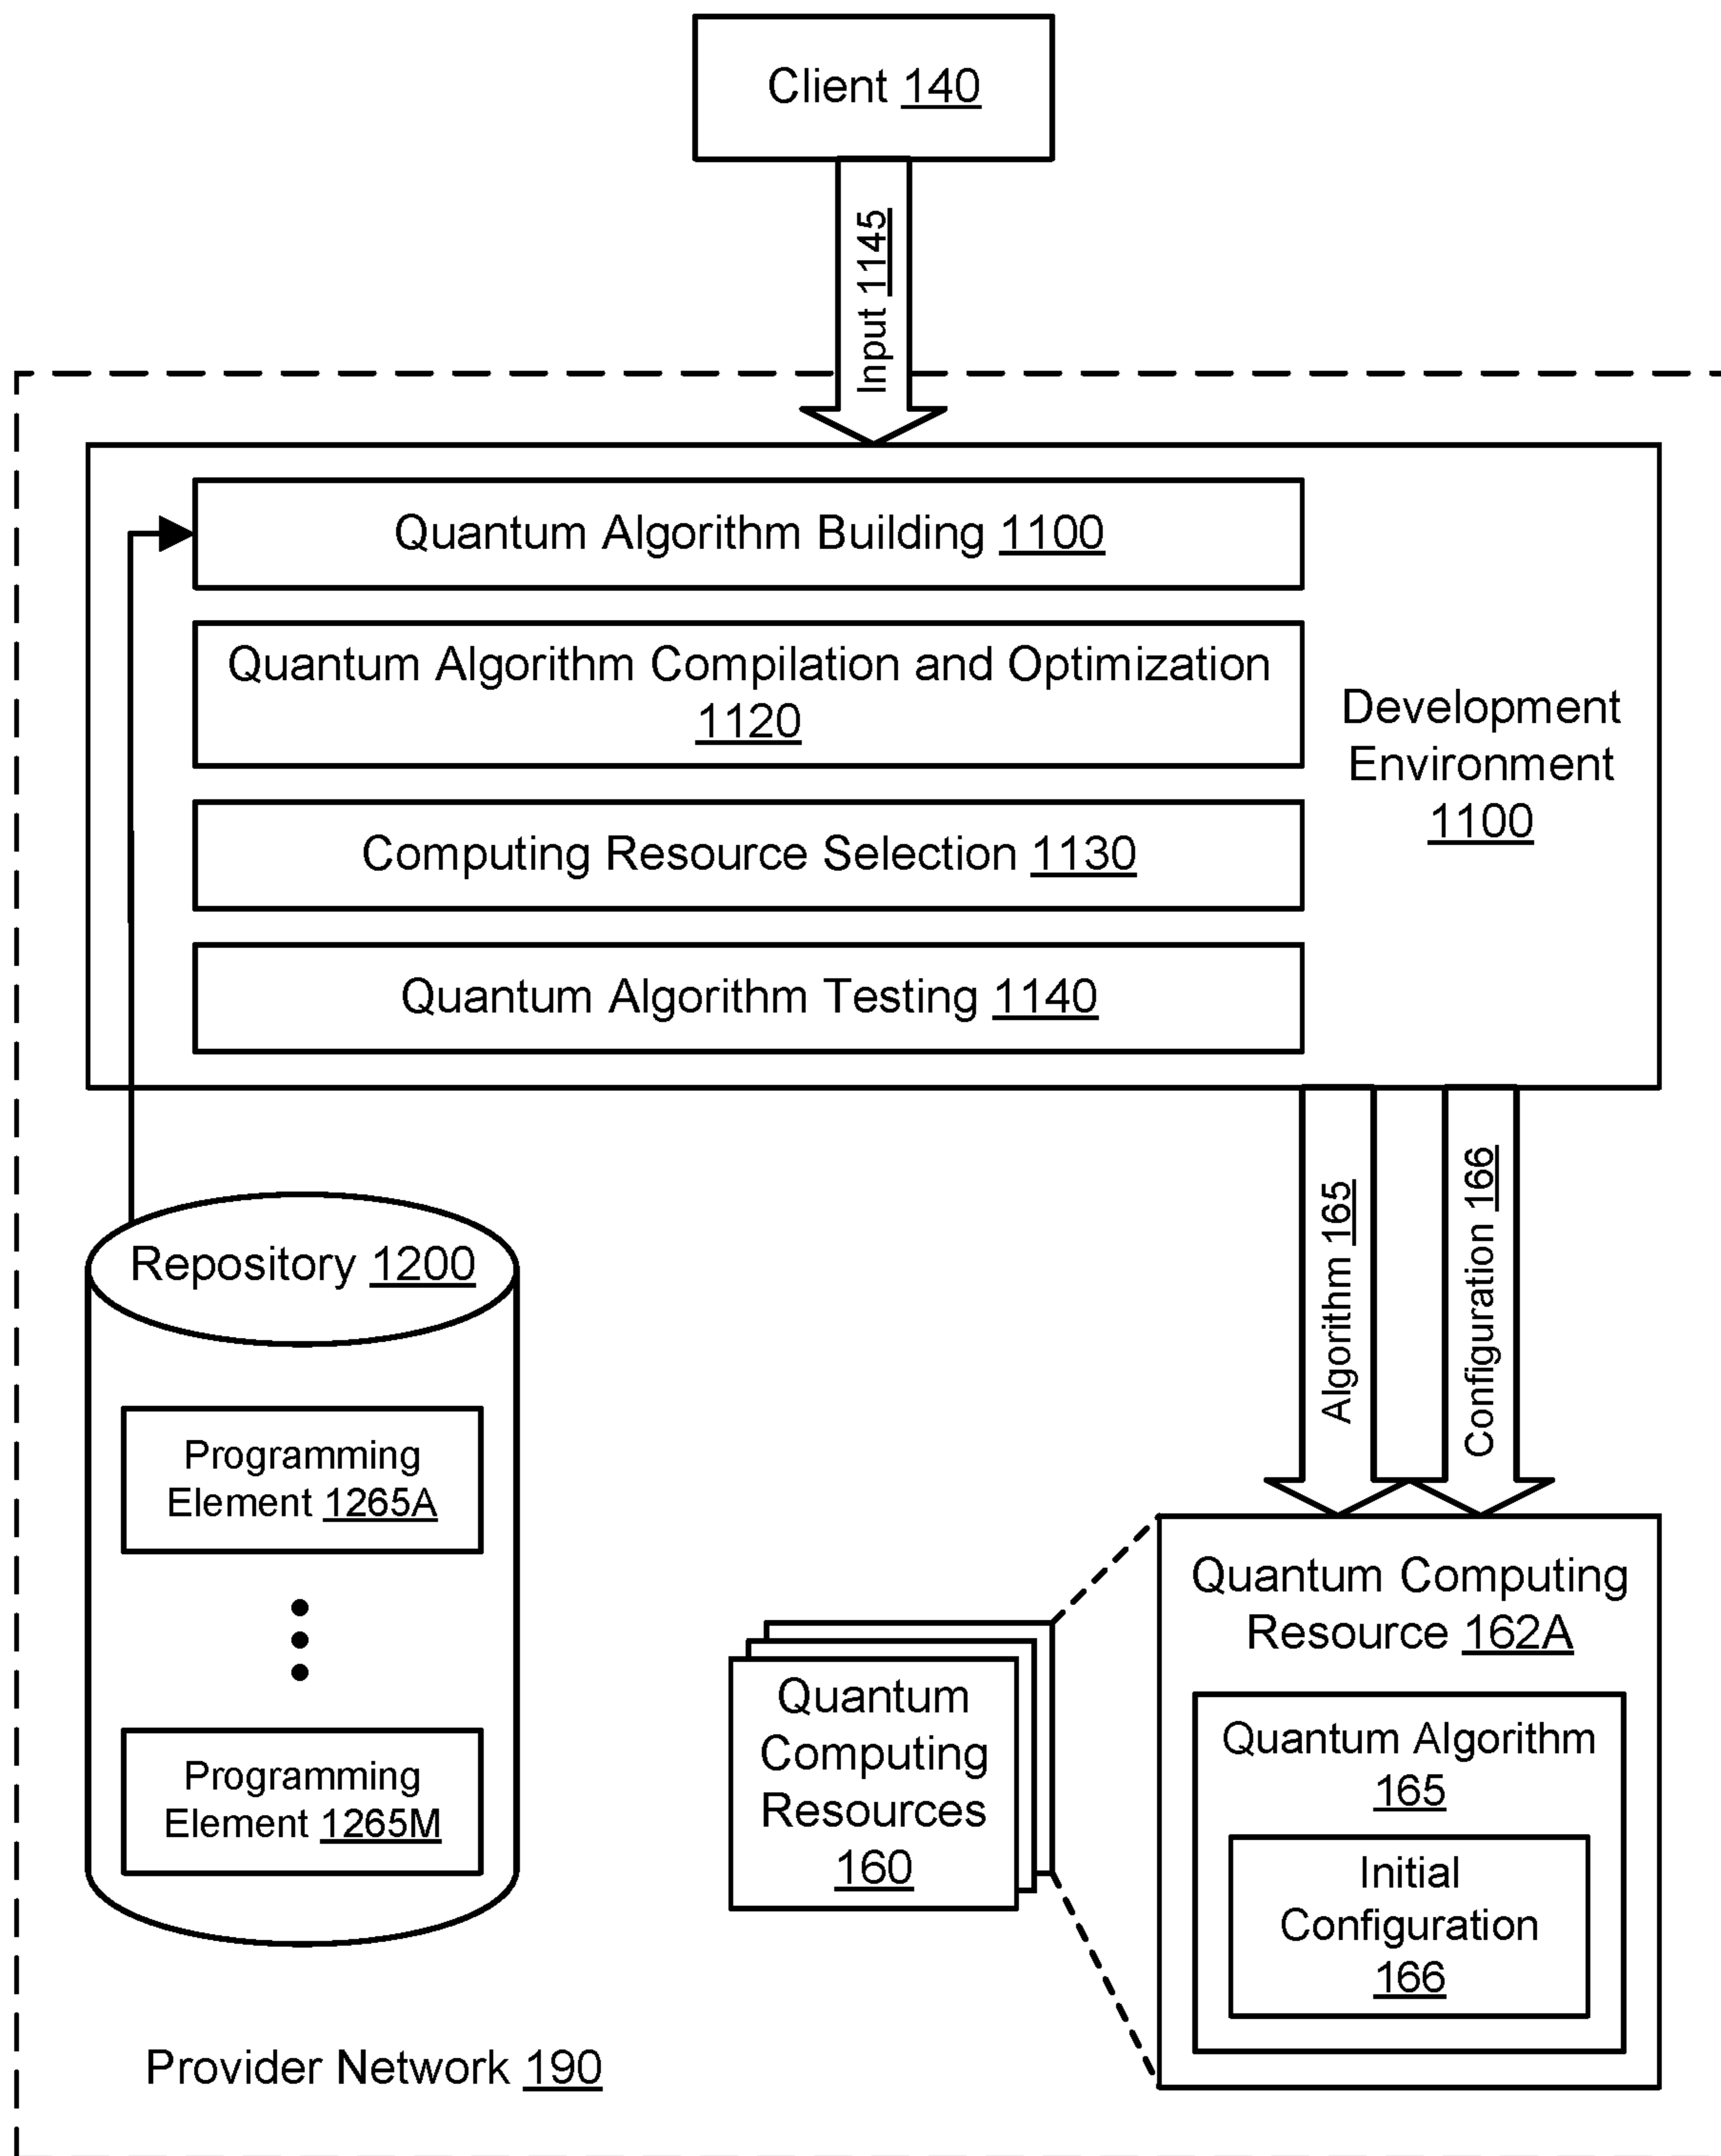 Client 140
Input 1145
Quantum Algorithm Building 1100
Quantum Algorithm Compilation and Optimization
1120
Computing Resource Selection 1130
Quantum Algorithm Testing 1140
Development
Environment
1100
Algorithm 165
Configuration 166
Repository 1200
Programming
Element 1265A
Programming
Element 1265M
Quantum
Computing
Resources
160
Quantum Computing
Resource 162A
Quantum Algorithm
165
Initial
Configuration
166
Provider Network 190